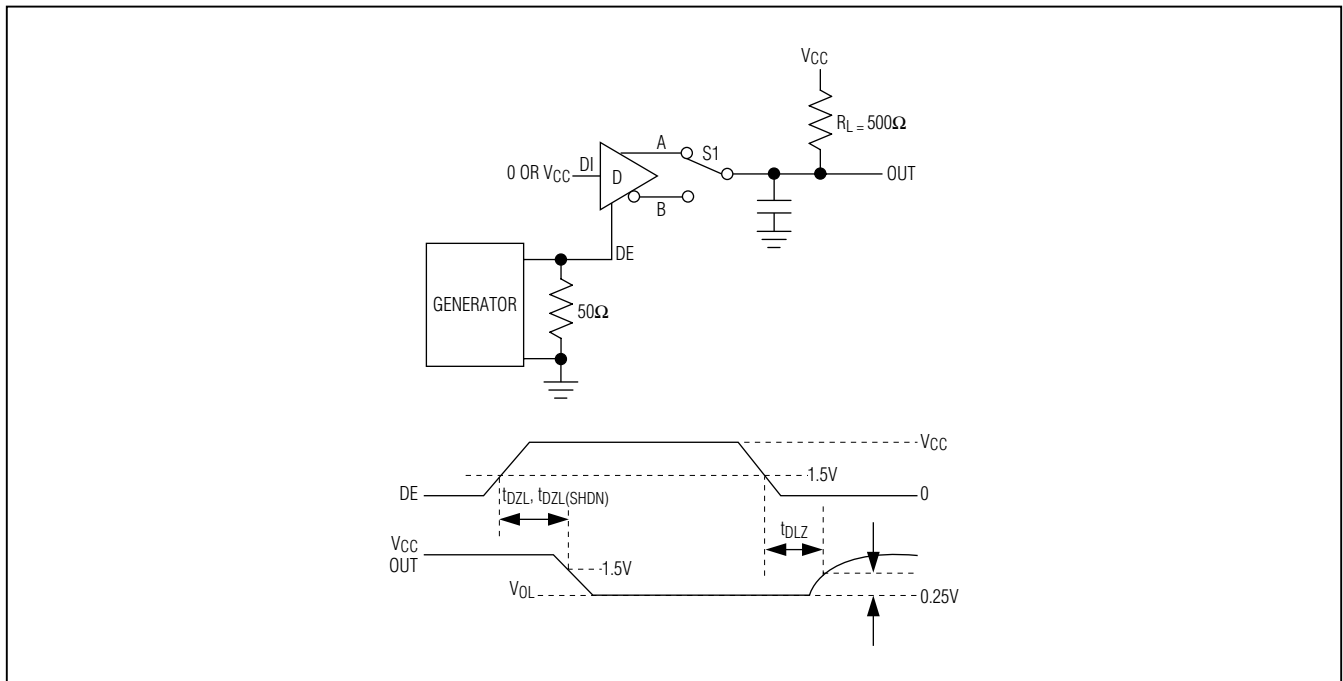 VCC
RL = 500Ω
A
S1
0 OR VCC
DI
D
OUT
B
DE
GENERATOR
50Ω
VCC
1.5V
DE
0
tDZL, tDZL(SHDN)
tDLZ
VCC
OUT
1.5V
VOL
0.25V